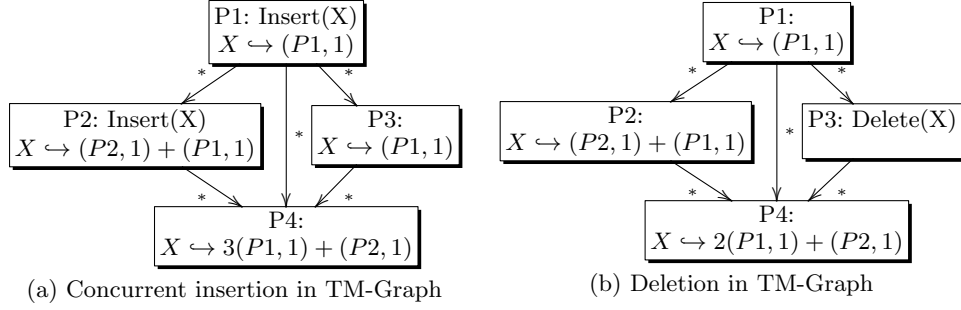 P1: Insert(X)
X ↪ (P1, 1)
*
*
P2: Insert(X)
X ↪ (P2, 1) + (P1, 1)
*
P3:
X ↪ (P1, 1)
*
*
P4:
X ↪ 3(P1, 1) + (P2, 1)
(a) Concurrent insertion in TM-Graph
P1:
X ↪ (P1, 1)
*
*
P2:
X ↪ (P2, 1) + (P1, 1)
*
P3: Delete(X)
*
*
P4:
X ↪ 2(P1, 1) + (P2, 1)
(b) Deletion in TM-Graph